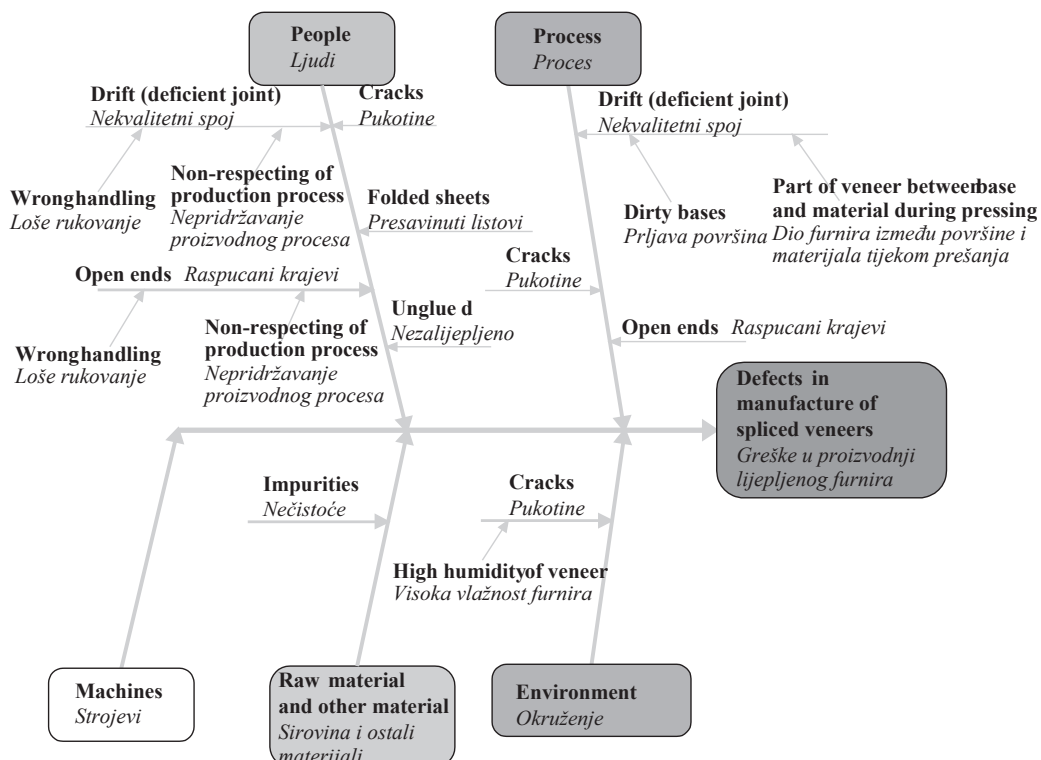 People
Ljudi
Process
Proces
Drift (deficient joint)
Nekvalitetni spoj
Cracks
Pukotine
Drift (deficient joint)
Nekvalitetni spoj
Wronghandling
Loše rukovanje
Non-respecting of
production process
Nepridržavanje
proizvodnog procesa
Folded sheets
Presavinuti listovi
Dirty bases
Prljava površina
Part of veneer between base
and material during pressing
Dio furnira između površine i
materijala tijekom prešanja
Open ends Raspucani krajevi
Cracks
Pukotine
Wronghandling
Loše rukovanje
Non-respecting of
production process
Nepridržavanje
proizvodnog procesa
Unglue d
Nezalijepljeno
Open ends Raspucani krajevi
Defects in
manufacture of
spliced veneers
Greške u proizvodnji
lijepljenog furnira
Impurities
Nečistoće
Cracks
Pukotine
High humidity of veneer
Visoka vlažnost furnira
Machines
Strojevi
Raw material
and other material
Sirovina i ostali
materijali
Environment
Okruženje